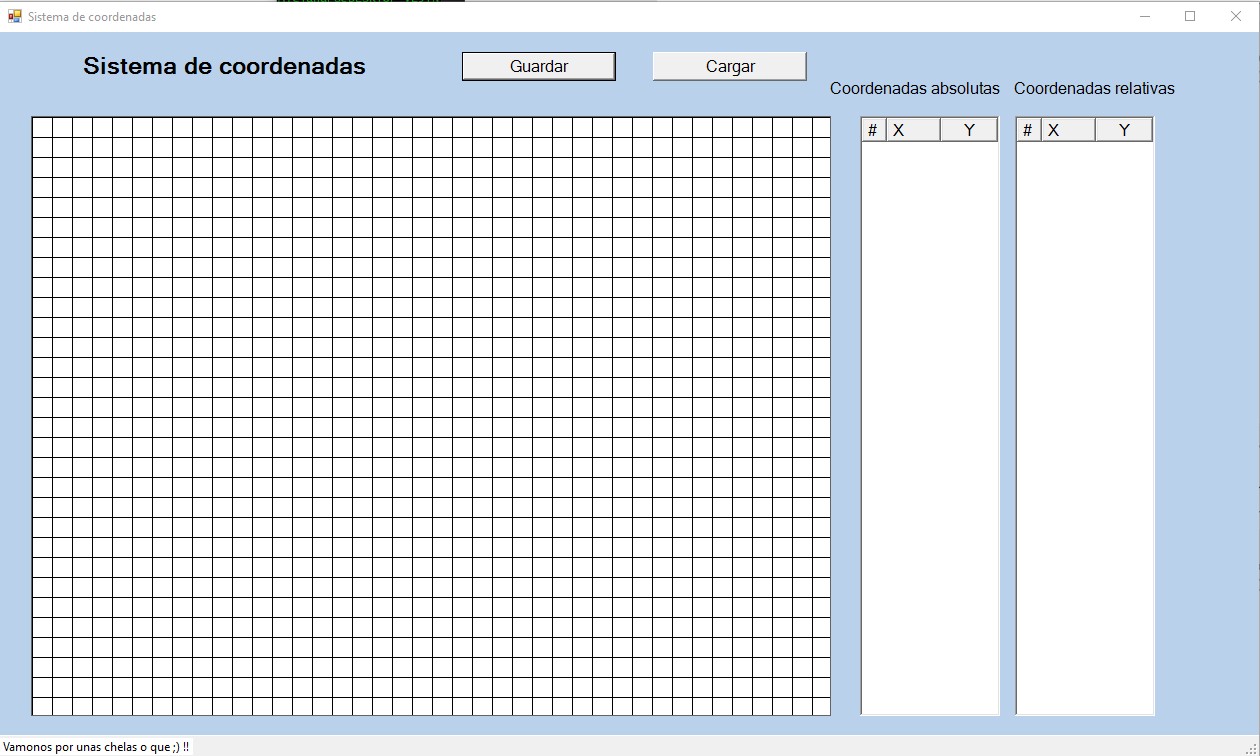 Sistema de coordenadas
Sistema de coordenadas
Guardar
Cargar
Coordenadas absolutas
Coordenadas relativas
# X Y
# X Y
Vamonos por unas chelas o que ;) !!